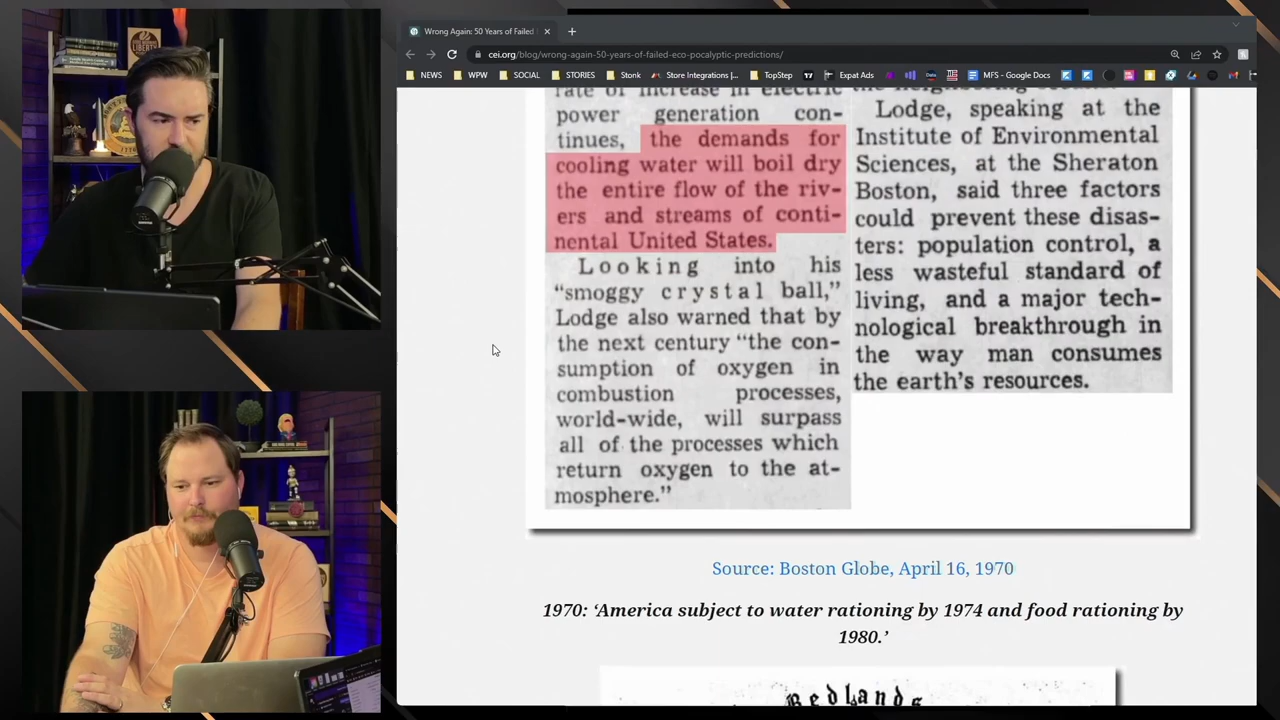 LIBERTY
Wrong Again: 50 Years of Failed
cei.org/blog/wrong-again-50-years-of-failed-eco-pocalyptic-predictions/
NEWS WPW SOCIAL STORIES Stonk Store Integrations |... TopStep Expat Ads MFS - Google Docs
rate of increase in electric
power generation con-
tinues, the demands for
cooling water will boil dry
the entire flow of the riv-
ers and streams of conti-
nental United States.
Looking into his
"smoggy crystal ball,"
Lodge also warned that by
the next century "the con-
sumption of oxygen in
combustion processes,
world-wide, will surpass
all of the processes which
return oxygen to the at-
mosphere."
Lodge, speaking at the
Institute of Environmental
Sciences, at the Sheraton
Boston, said three factors
could prevent these disas-
ters: population control, a
less wasteful standard of
living, and a major tech-
nological breakthrough in
the way man consumes
the earth's resources.
Source: Boston Globe, April 16, 1970
1970: ‘America subject to water rationing by 1974 and food rationing by
1980.’
Redlands